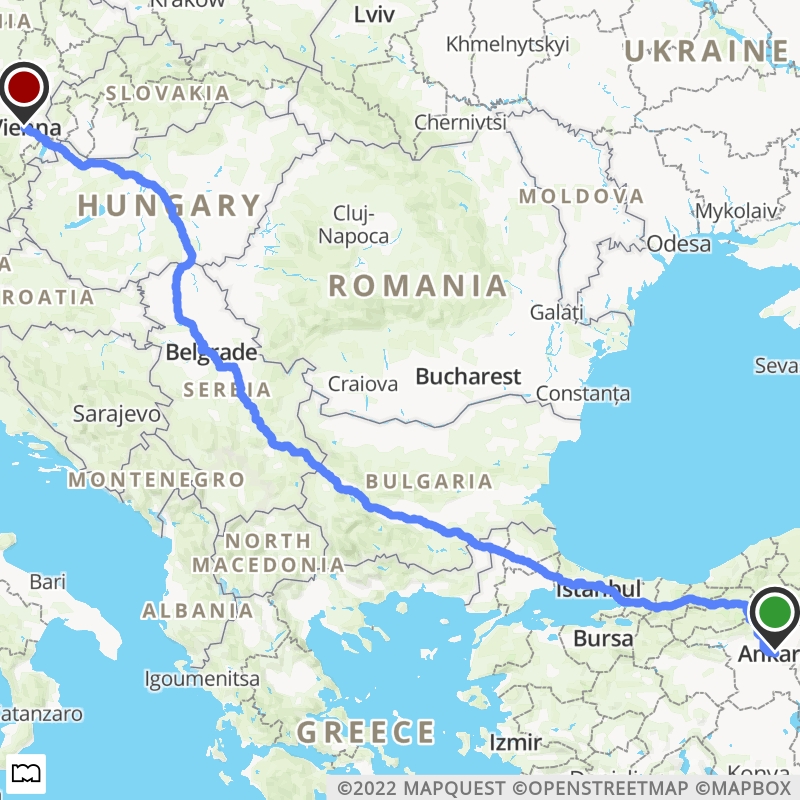 Krakow
Lviv
Khmelnytskyi
UKRAINE
SLOVAKIA
Vienna
Chernivtsi
HUNGARY
MOLDOVA
Cluj-
Napoca
Mykolaiv
Odesa
ROMANIA
ROATIA
Galați
Belgrade
Seva
SERBIA
Craiova
Bucharest
Constanța
Sarajevo
MONTENEGRO
BULGARIA
NORTH
MACEDONIA
Bari
Istanbul
ALBANIA
Bursa
Ankar
Igoumenitsa
atanzaro
GREECE
Izmir
Konya
©2022 MAPQUEST ©OPENSTREETMAP ©MAPBOX